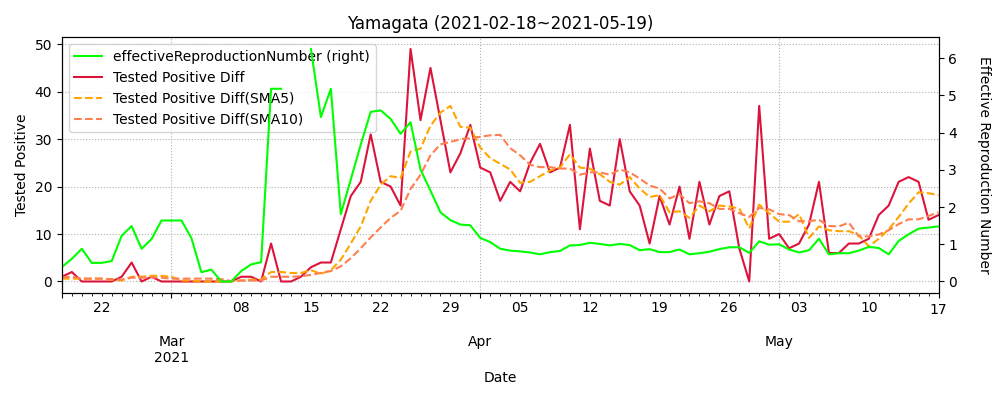 Yamagata (2021-02-18~2021-05-19)
effectiveReproductionNumber (right)
Tested Positive Diff
Tested Positive Diff(SMA5)
Tested Positive Diff(SMA10)
Tested Positive
50
40
30
20
10
0
6
5
4
3
2
1
0
Effective Reproduction Number
22 08 15 22 29 05 12 19 26 03 10 17
Mar Apr May
2021
Date